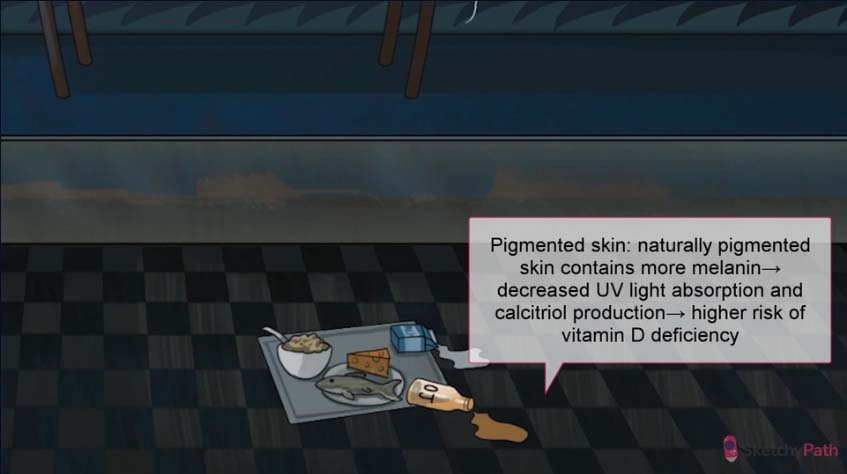 Pigmented skin: naturally pigmented
skin contains more melanin→
decreased UV light absorption and
calcitriol production→ higher risk of
vitamin D deficiency
OJ
SketchyPath